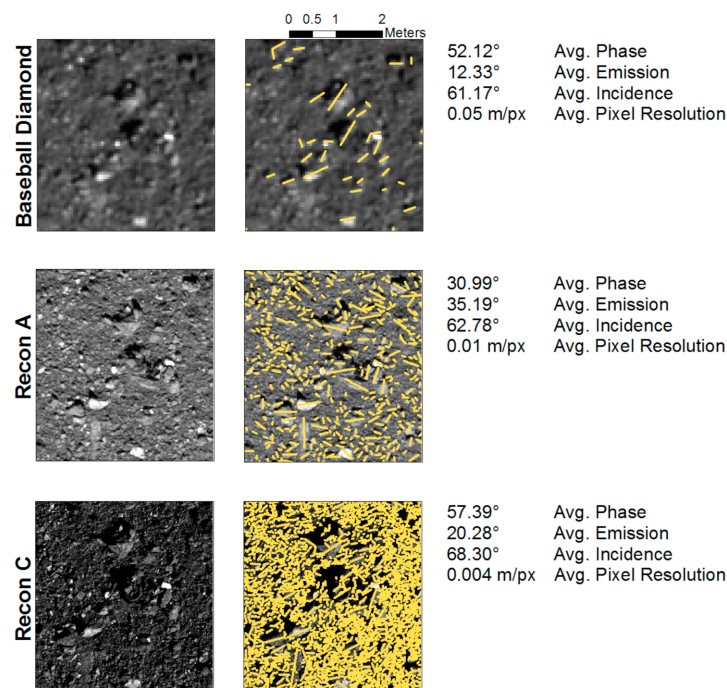 0 0.5 1 2
Meters
Baseball Diamond
52.12° Avg. Phase
12.33° Avg. Emission
61.17° Avg. Incidence
0.05 m/px Avg. Pixel Resolution
Recon A
30.99° Avg. Phase
35.19° Avg. Emission
62.78° Avg. Incidence
0.01 m/px Avg. Pixel Resolution
Recon C
57.39° Avg. Phase
20.28° Avg. Emission
68.30° Avg. Incidence
0.004 m/px Avg. Pixel Resolution